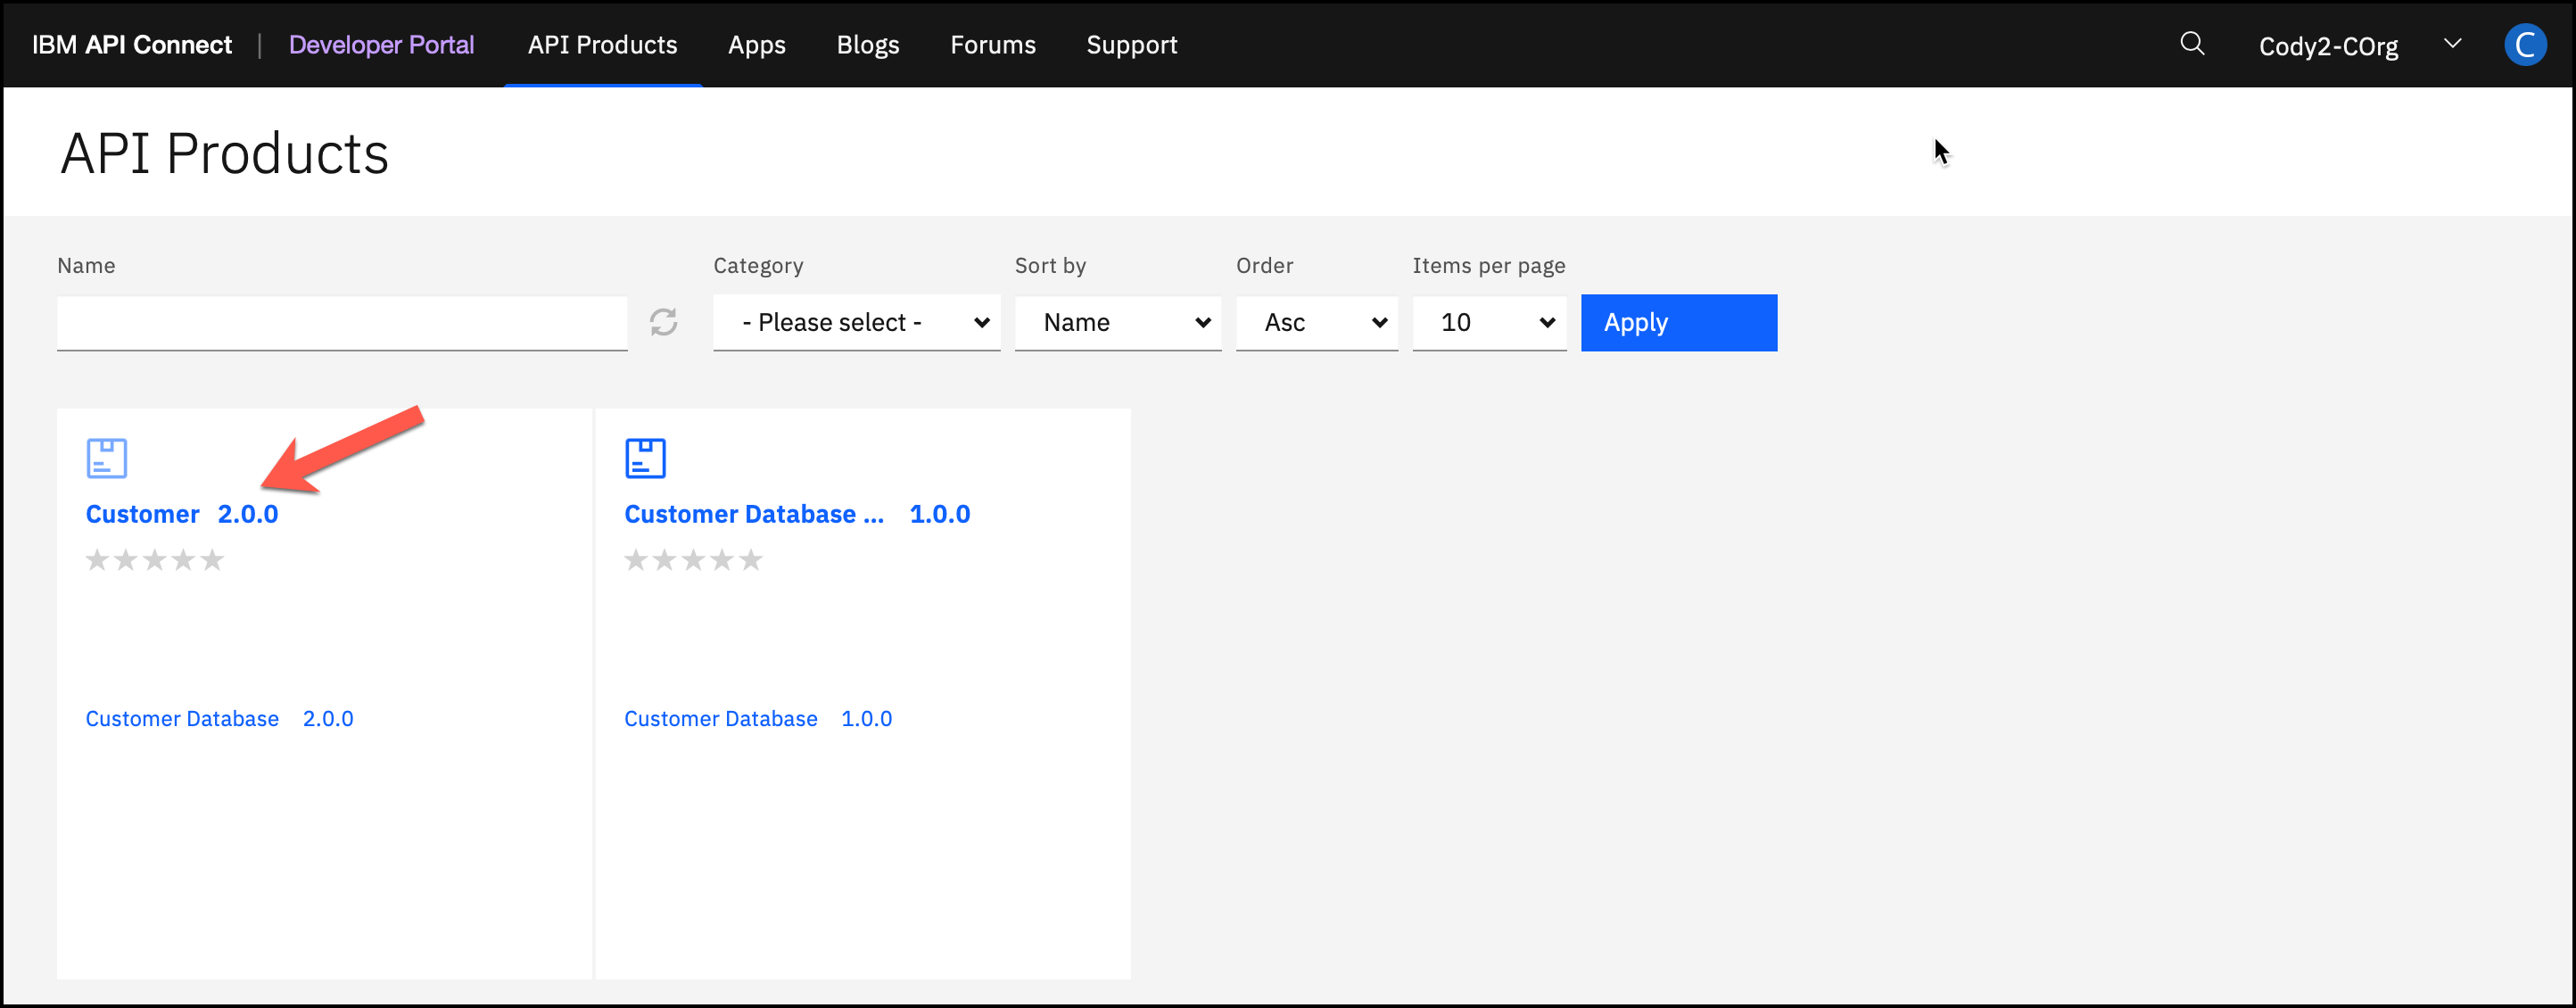 IBM API Connect | Developer Portal API Products Apps Blogs Forums Support Cody2-COrg C
API Products
Name Category Sort by Order Items per page
- Please select - Name Asc 10 Apply
Customer 2.0.0
Customer Database 2.0.0
Customer Database ... 1.0.0
Customer Database 1.0.0